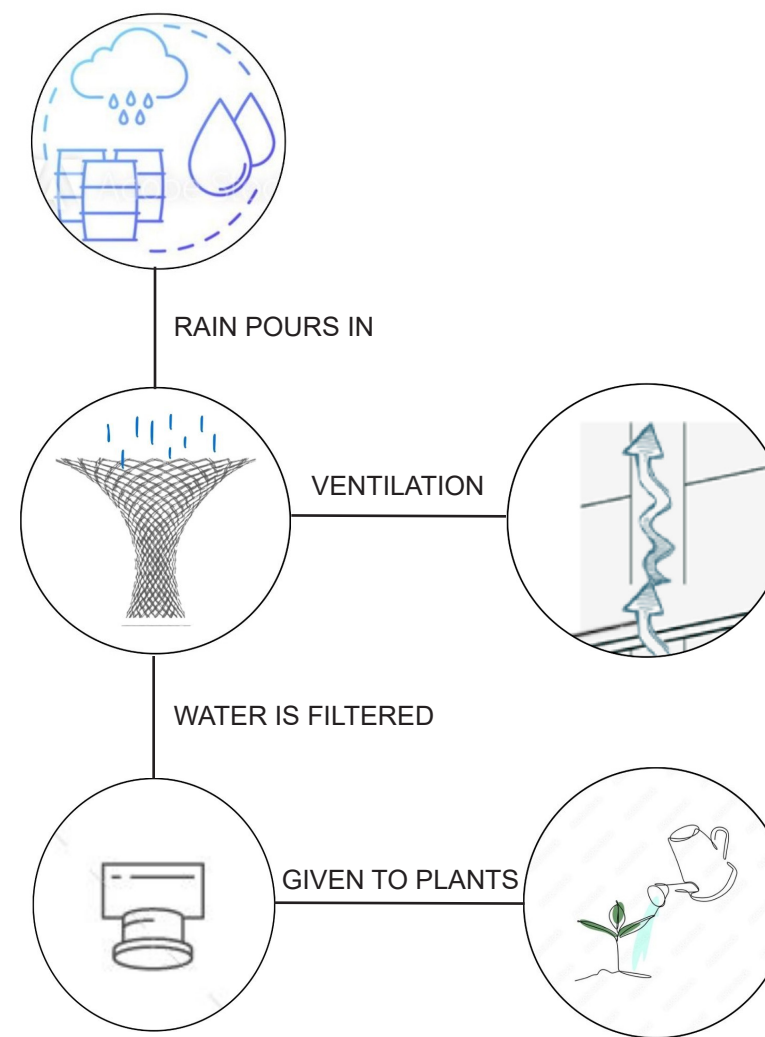 RAIN POURS IN
VENTILATION
WATER IS FILTERED
GIVEN TO PLANTS